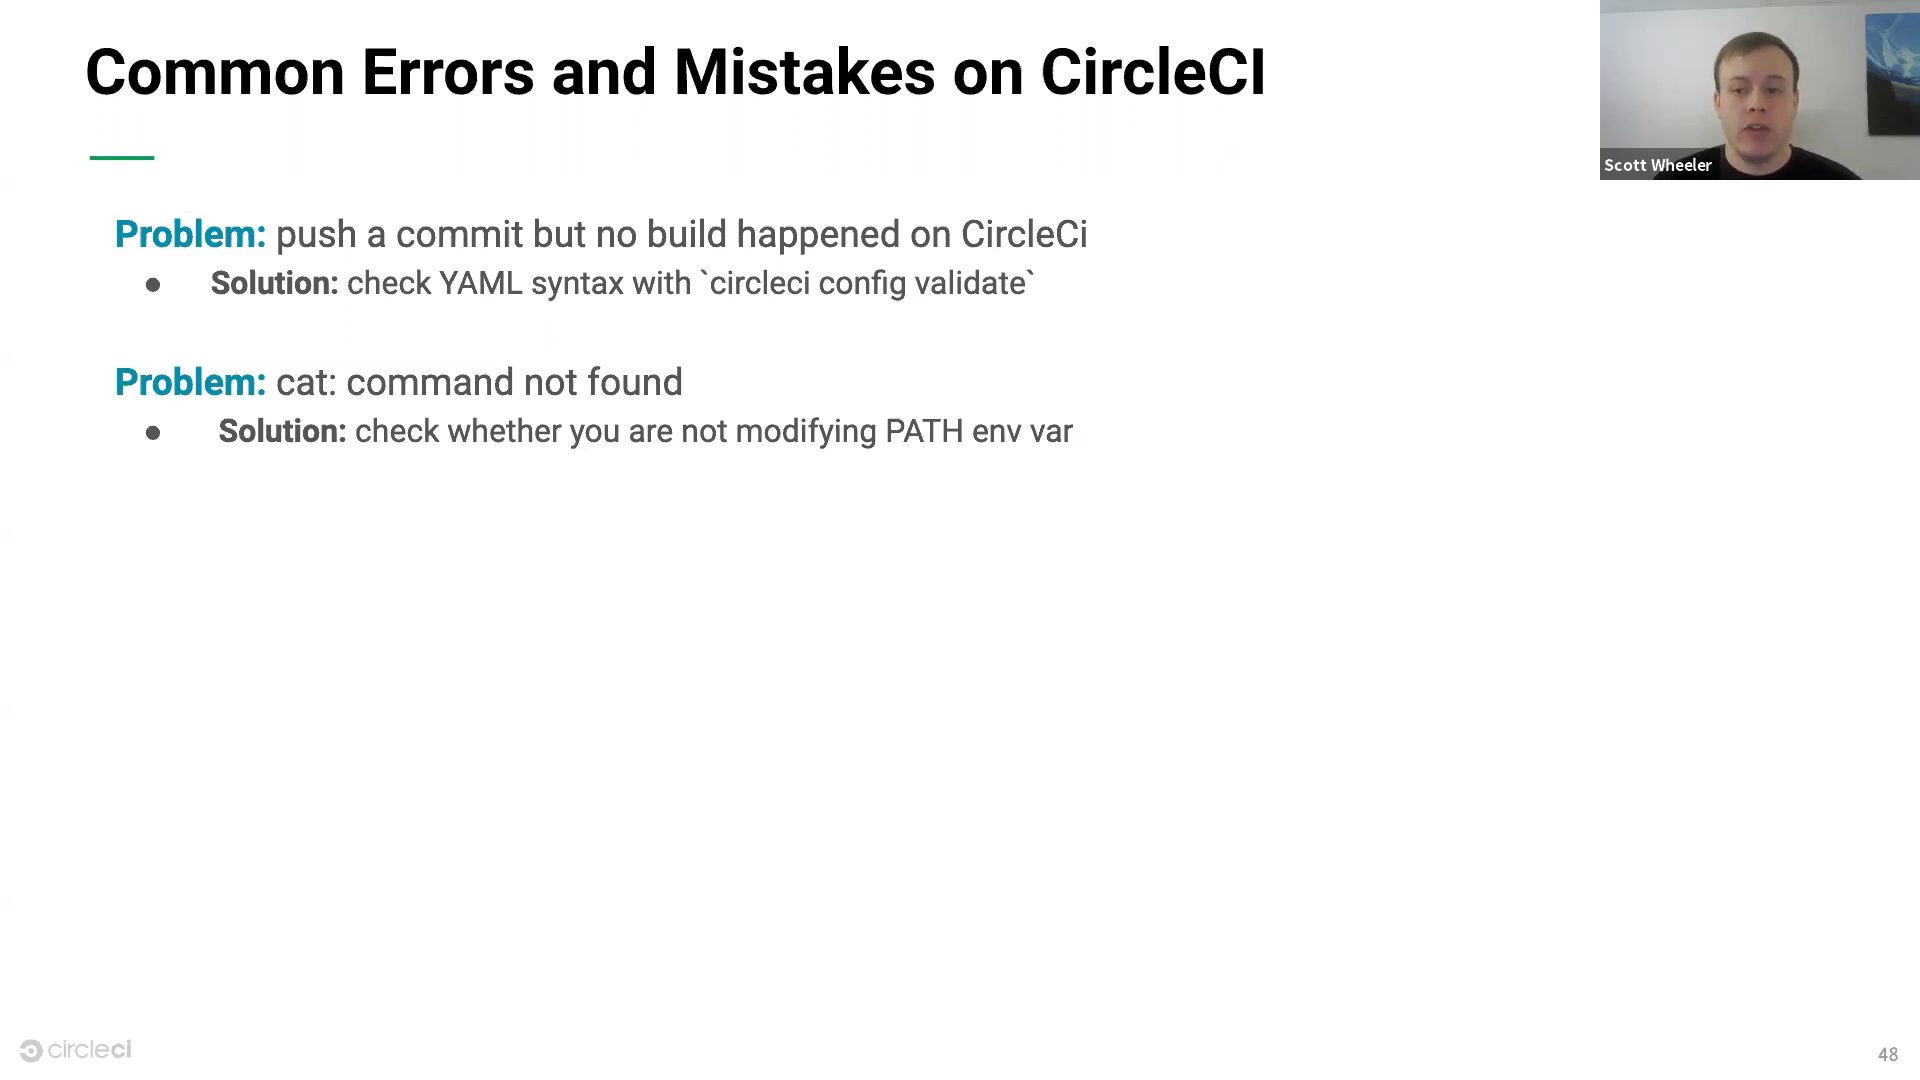 Common Errors and Mistakes on CircleCI
Scott Wheeler
Problem: push a commit but no build happened on CircleCi
● Solution: check YAML syntax with `circleci config validate`
Problem: cat: command not found
● Solution: check whether you are not modifying PATH env var
circleci
48